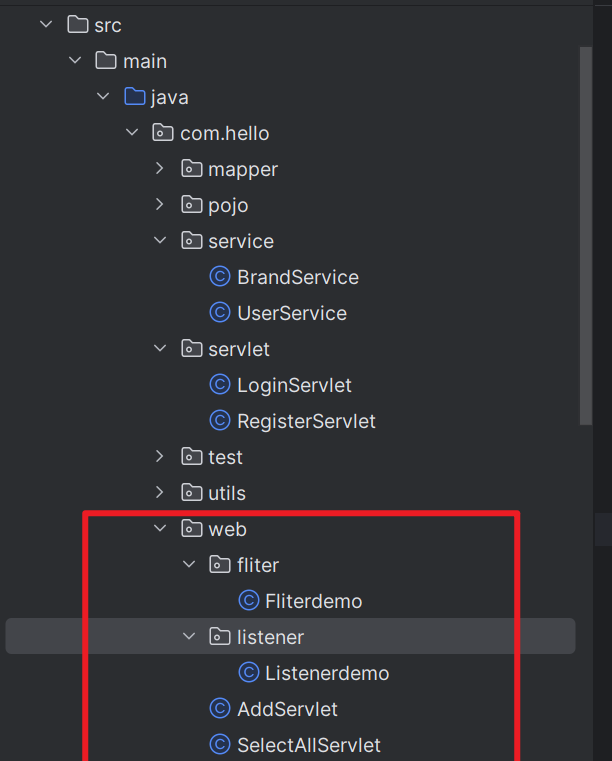 src
main
java
com.hello
mapper
pojo
service
BrandService
UserService
servlet
LoginServlet
RegisterServlet
test
utils
web
fliter
Fliterdemo
listener
Listenerdemo
AddServlet
SelectAllServlet